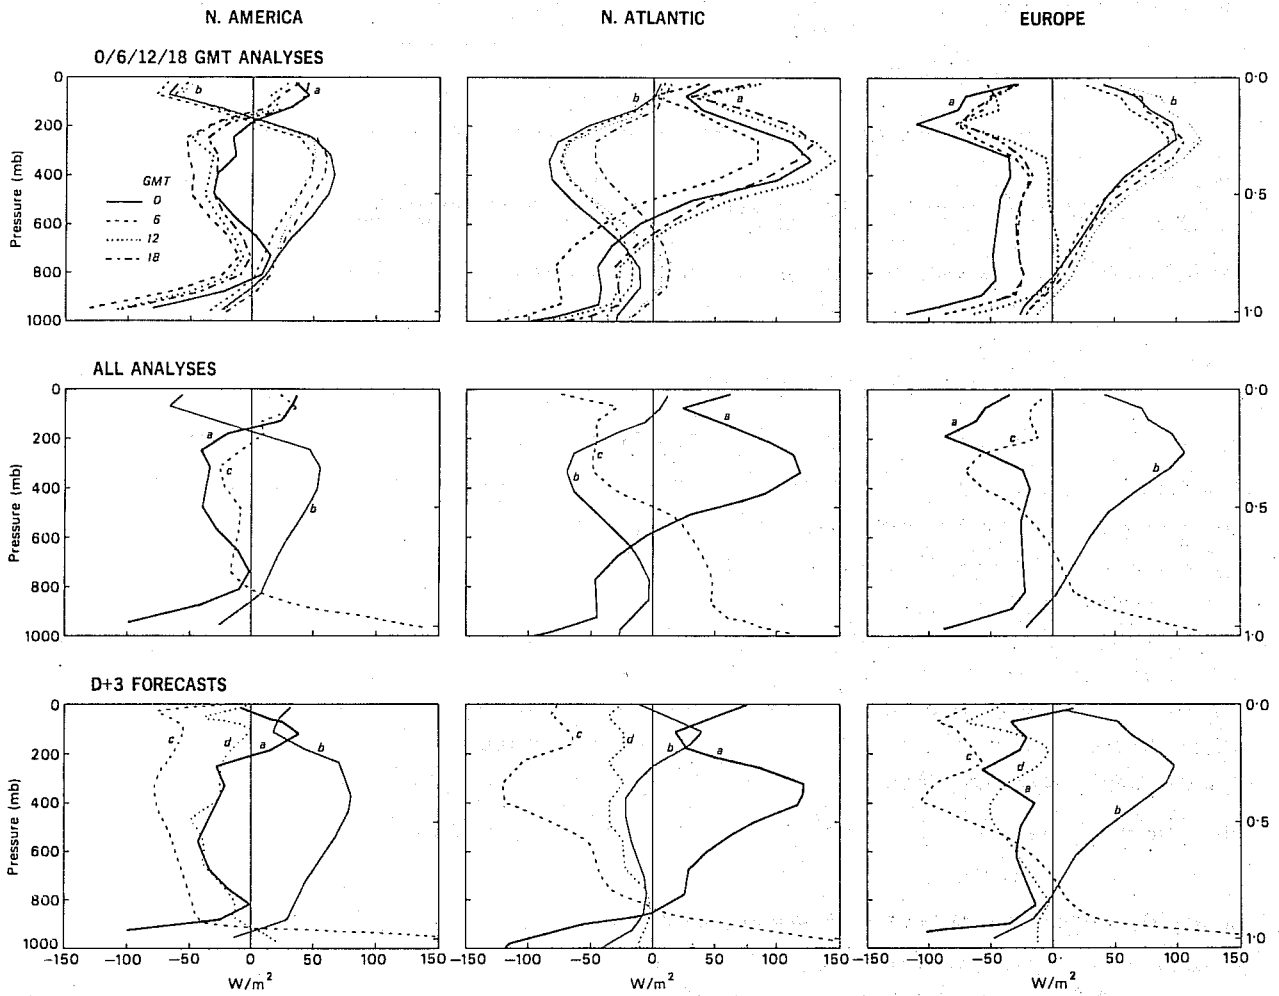 N. AMERICA N. ATLANTIC EUROPE
0/6/12/18 GMT ANALYSES
0 200 400 600 800 1000
Pressure (mb)
GMT
0
6
12
18
b a
b a
a b
0·0 0·5 1·0
ALL ANALYSES
0 200 400 600 800 1000
Pressure (mb)
a c b
a c b
a c b
0·0 0·5 1·0
D+3 FORECASTS
0 200 400 600 800 1000
Pressure (mb)
c d a b
c d b a
c d a b
0·0 0·5 1·0
−150 −100 −50 0 50 100 150 −150 −100 −50 0 50 100 150 −150 −100 −50 0 50 100 150
W/m² W/m² W/m²